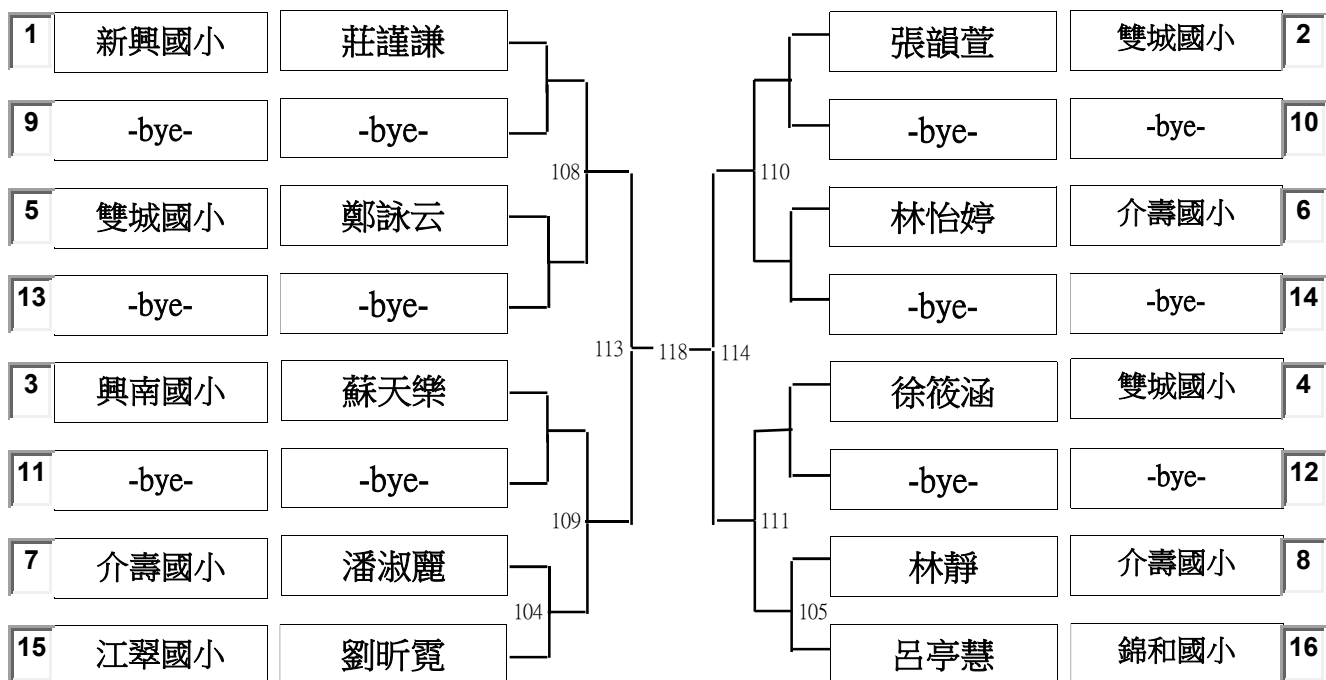 1 新興國小 莊謹謙 張韻萱 雙城國小 2
9 -bye- -bye- -bye- -bye- 10
108 110
5 雙城國小 鄭詠云 林怡婷 介壽國小 6
13 -bye- -bye- -bye- -bye- 14
113 118 114
3 興南國小 蘇天樂 徐筱涵 雙城國小 4
11 -bye- -bye- -bye- -bye- 12
109 111
7 介壽國小 潘淑麗 林靜 介壽國小 8
104 105
15 江翠國小 劉昕霓 呂亭慧 錦和國小 16